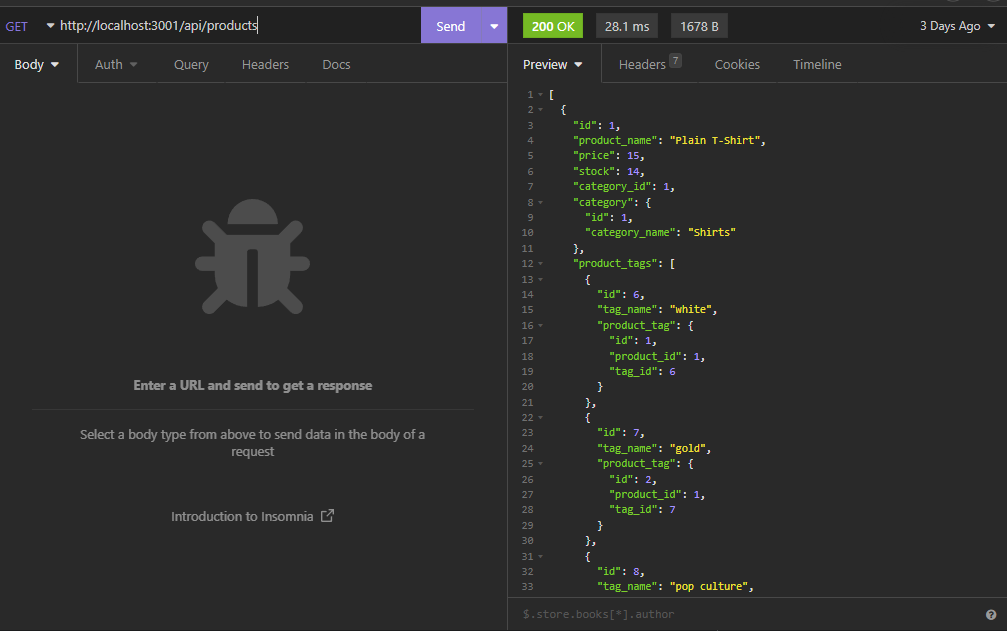 GET http://localhost:3001/api/products Send 200 OK 28.1 ms 1678 B 3 Days Ago
Body Auth Query Headers Docs Preview Headers 7 Cookies Timeline
1 [
2 {
3 "id": 1,
4 "product_name": "Plain T-Shirt",
5 "price": 15,
6 "stock": 14,
7 "category_id": 1,
8 "category": {
9 "id": 1,
10 "category_name": "Shirts"
11 },
12 "product_tags": [
13 {
14 "id": 6,
15 "tag_name": "white",
16 "product_tag": {
17 "id": 1,
18 "product_id": 1,
19 "tag_id": 6
20 }
21 },
22 {
23 "id": 7,
24 "tag_name": "gold",
25 "product_tag": {
26 "id": 2,
27 "product_id": 1,
28 "tag_id": 7
29 }
30 },
31 {
32 "id": 8,
33 "tag_name": "pop culture",
Enter a URL and send to get a response
Select a body type from above to send data in the body of a
request
Introduction to Insomnia
$.store.books[*].author